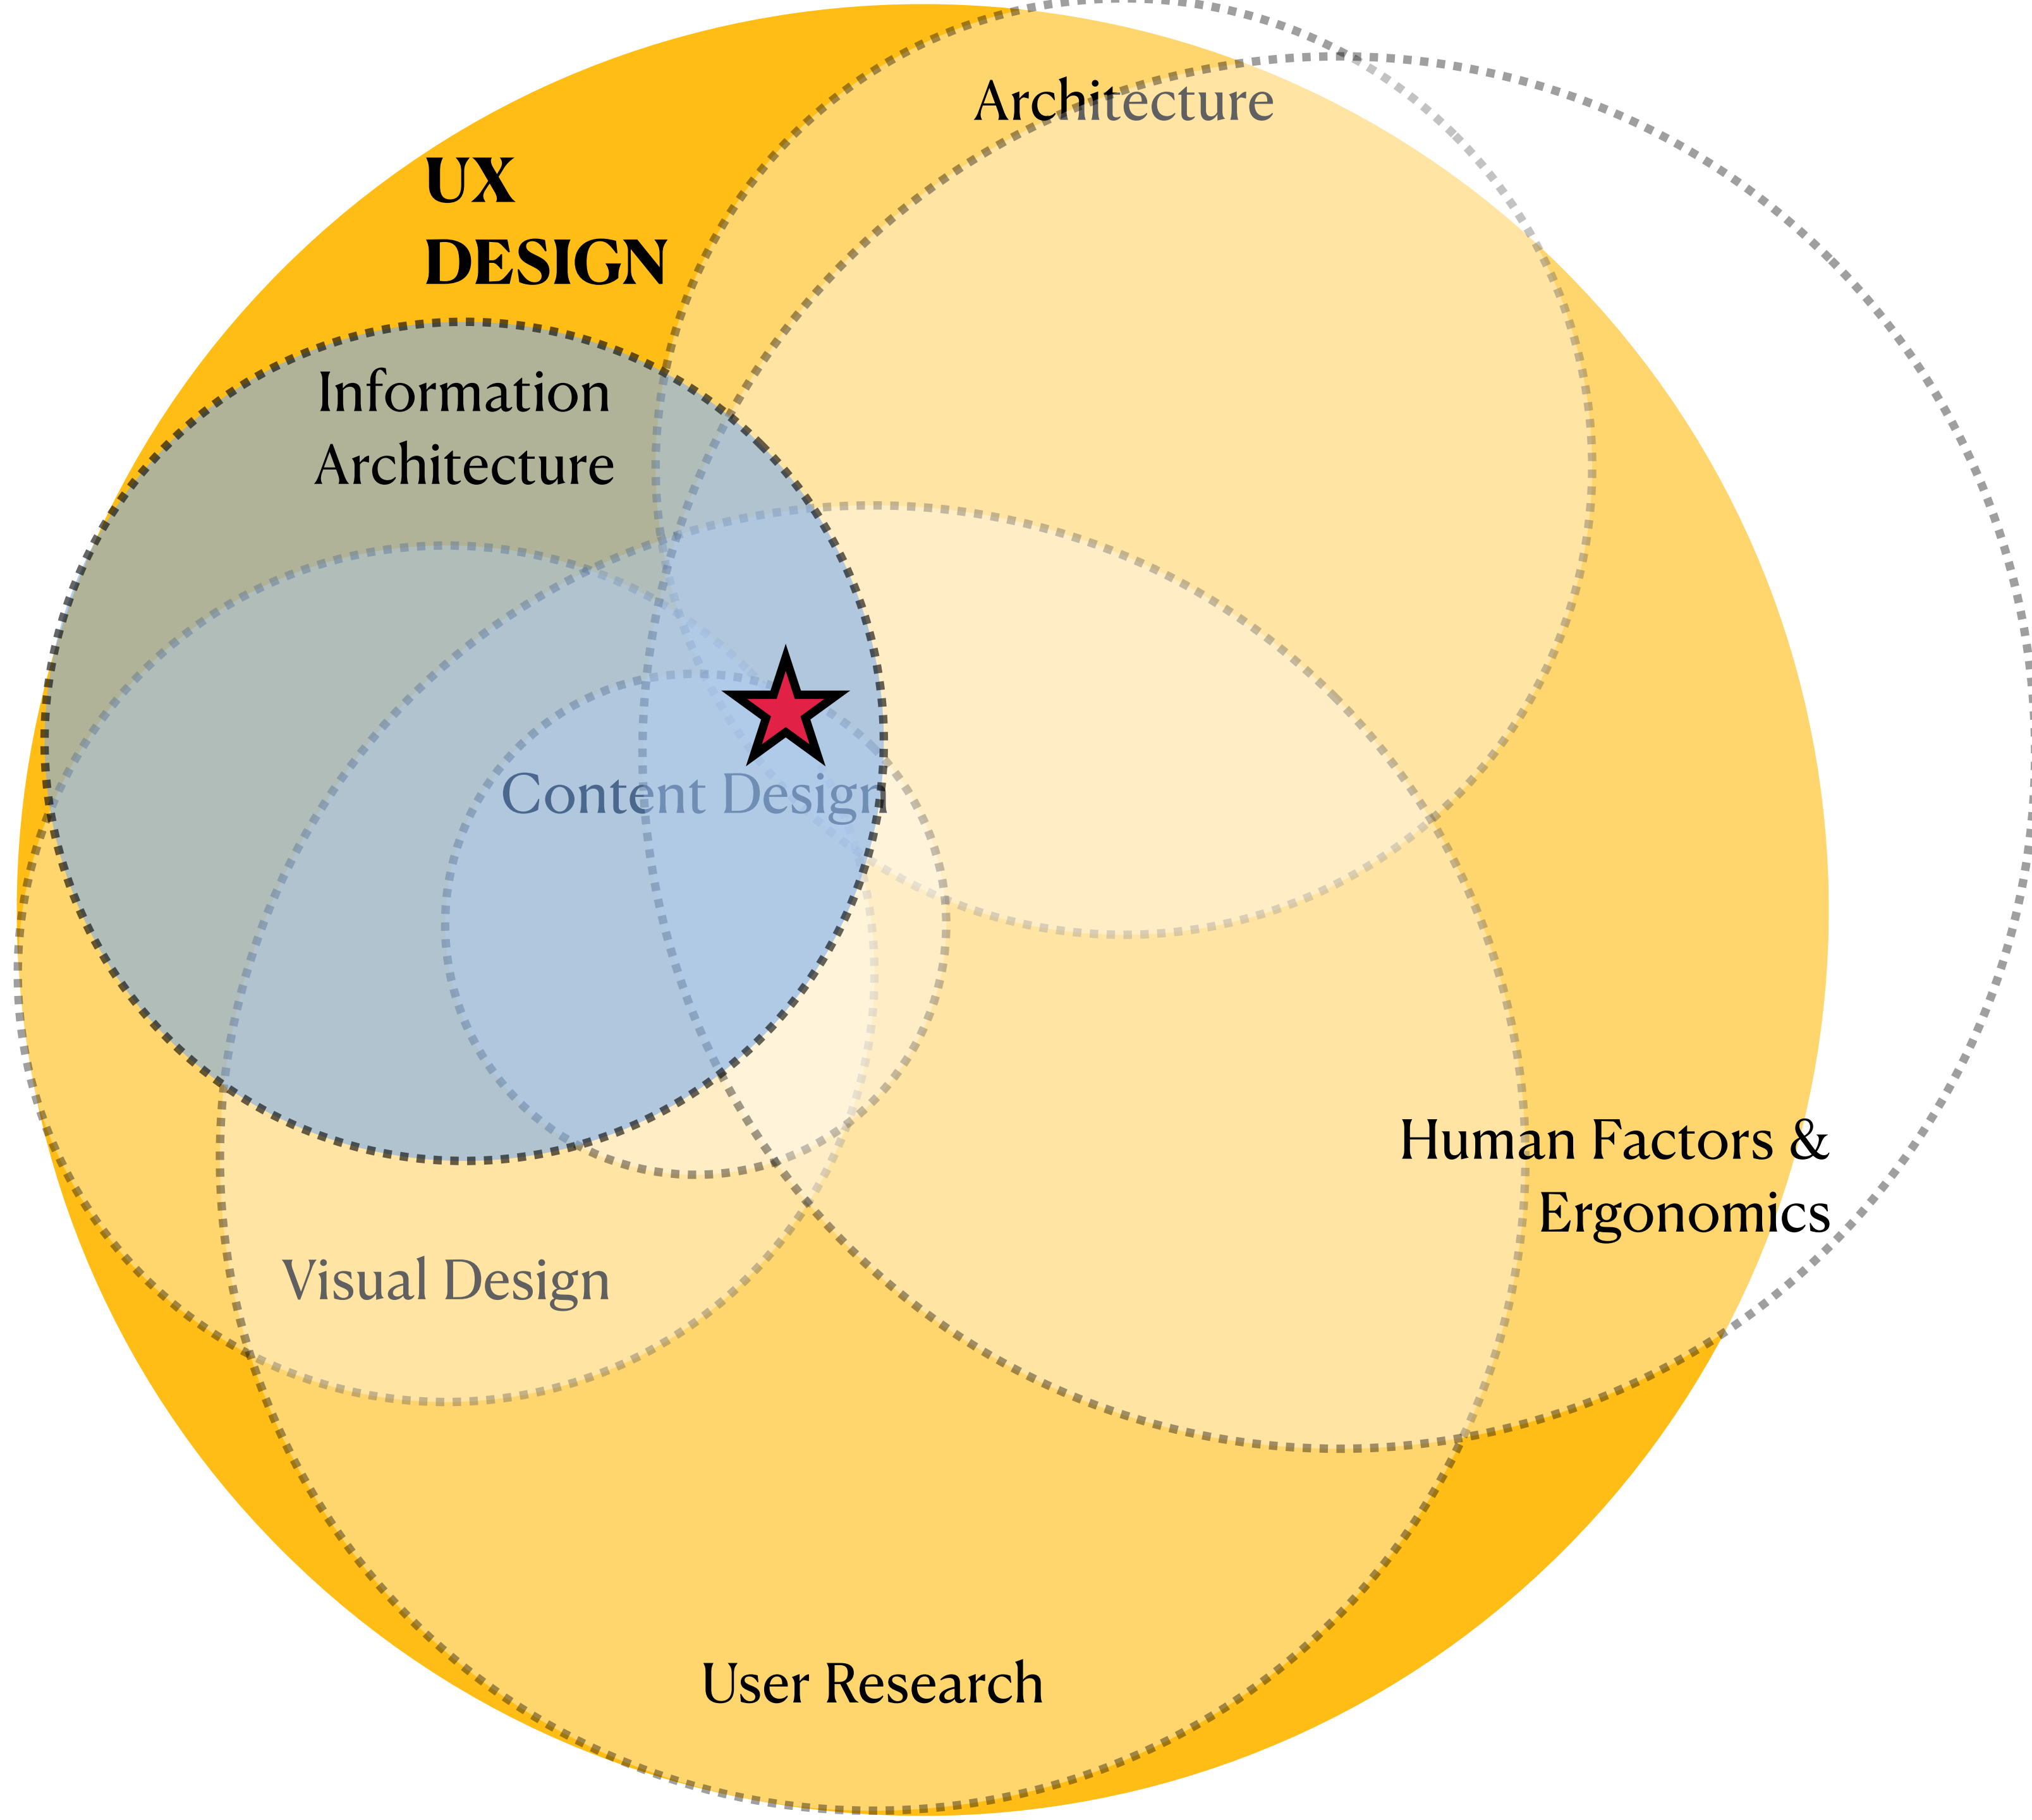 Architecture
UX
DESIGN
Information
Architecture
Content Design
Human Factors &
Ergonomics
Visual Design
User Research